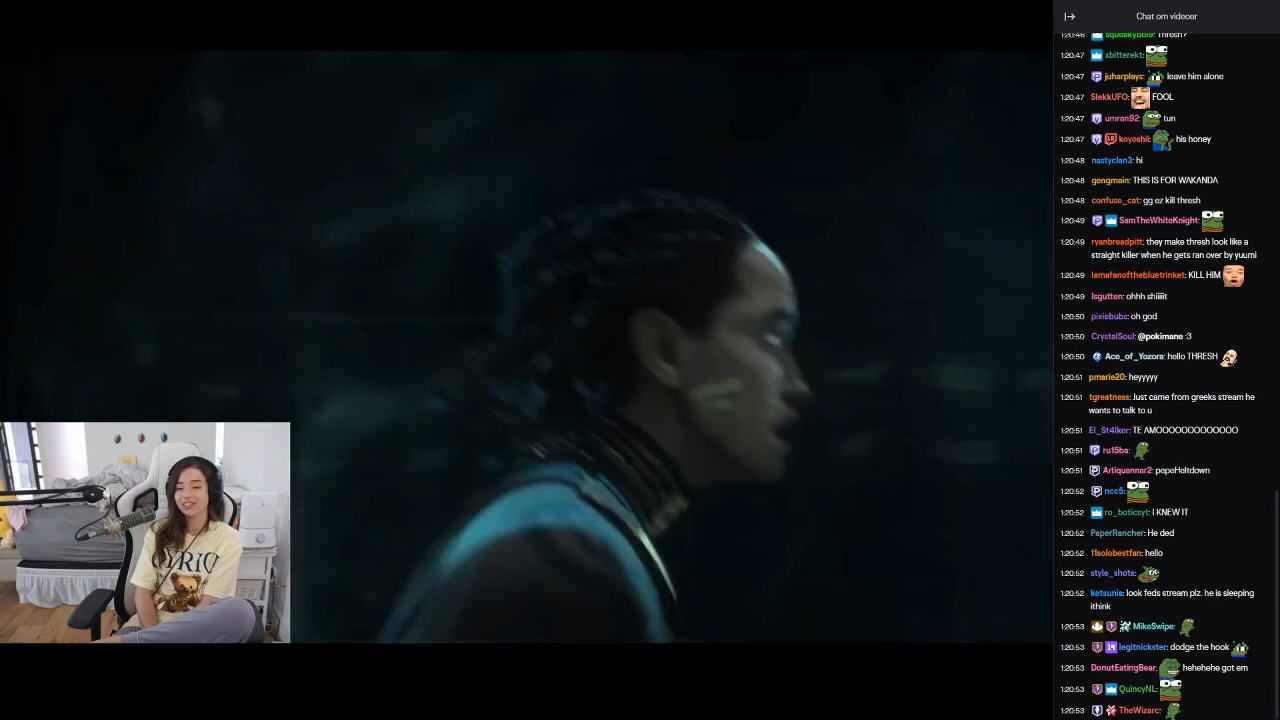 Chat om videoer
1:20:46 squeakyboi9: Thresh?
1:20:47 xbitterekt:
1:20:47 juharplays: leave him alone
1:20:47 SlekkUFO: FOOL
1:20:47 umran92: tun
1:20:47 koyoshii: his honey
1:20:48 nastyclan3: hi
1:20:48 gengmain: THIS IS FOR WAKANDA
1:20:48 confuse_cat: gg ez kill thresh
1:20:49 SamTheWhiteKnight:
1:20:49 ryanbreadpitt: they make thresh look like a
straight killer when he gets ran over by yuumi
1:20:49 Iamafanofthebluetrinket: KILL HIM
1:20:49 lsgutten: ohhh shiiiiit
1:20:50 pixiebubs: oh god
1:20:50 CrystalSoul: @pokimane :3
1:20:50 Ace_of_Yozora: hello THRESH
1:20:51 pmarie20: heyyyyy
1:20:51 tgreatness: Just came from greeks stream he
wants to talk to u
1:20:51 El_St4lker: TE AMOOOOOOOOOOOOO
1:20:51 ru15ba:
1:20:51 Artiquannar2: pepeMeltdown
1:20:52 ncc5:
1:20:52 ro_boticsyt: I KNEW IT
1:20:52 PaperRancher: He ded
1:20:52 11solobestfan: hello
1:20:52 style_shots:
1:20:52 ketsunia: look feds stream plz. he is sleeping
ithink
1:20:53 MikeSwipe:
1:20:53 legitnickster: dodge the hook
1:20:53 DonutEatingBear: hehehehe got em
1:20:53 QuincyNL:
1:20:53 TheWizarc:
LYRIC